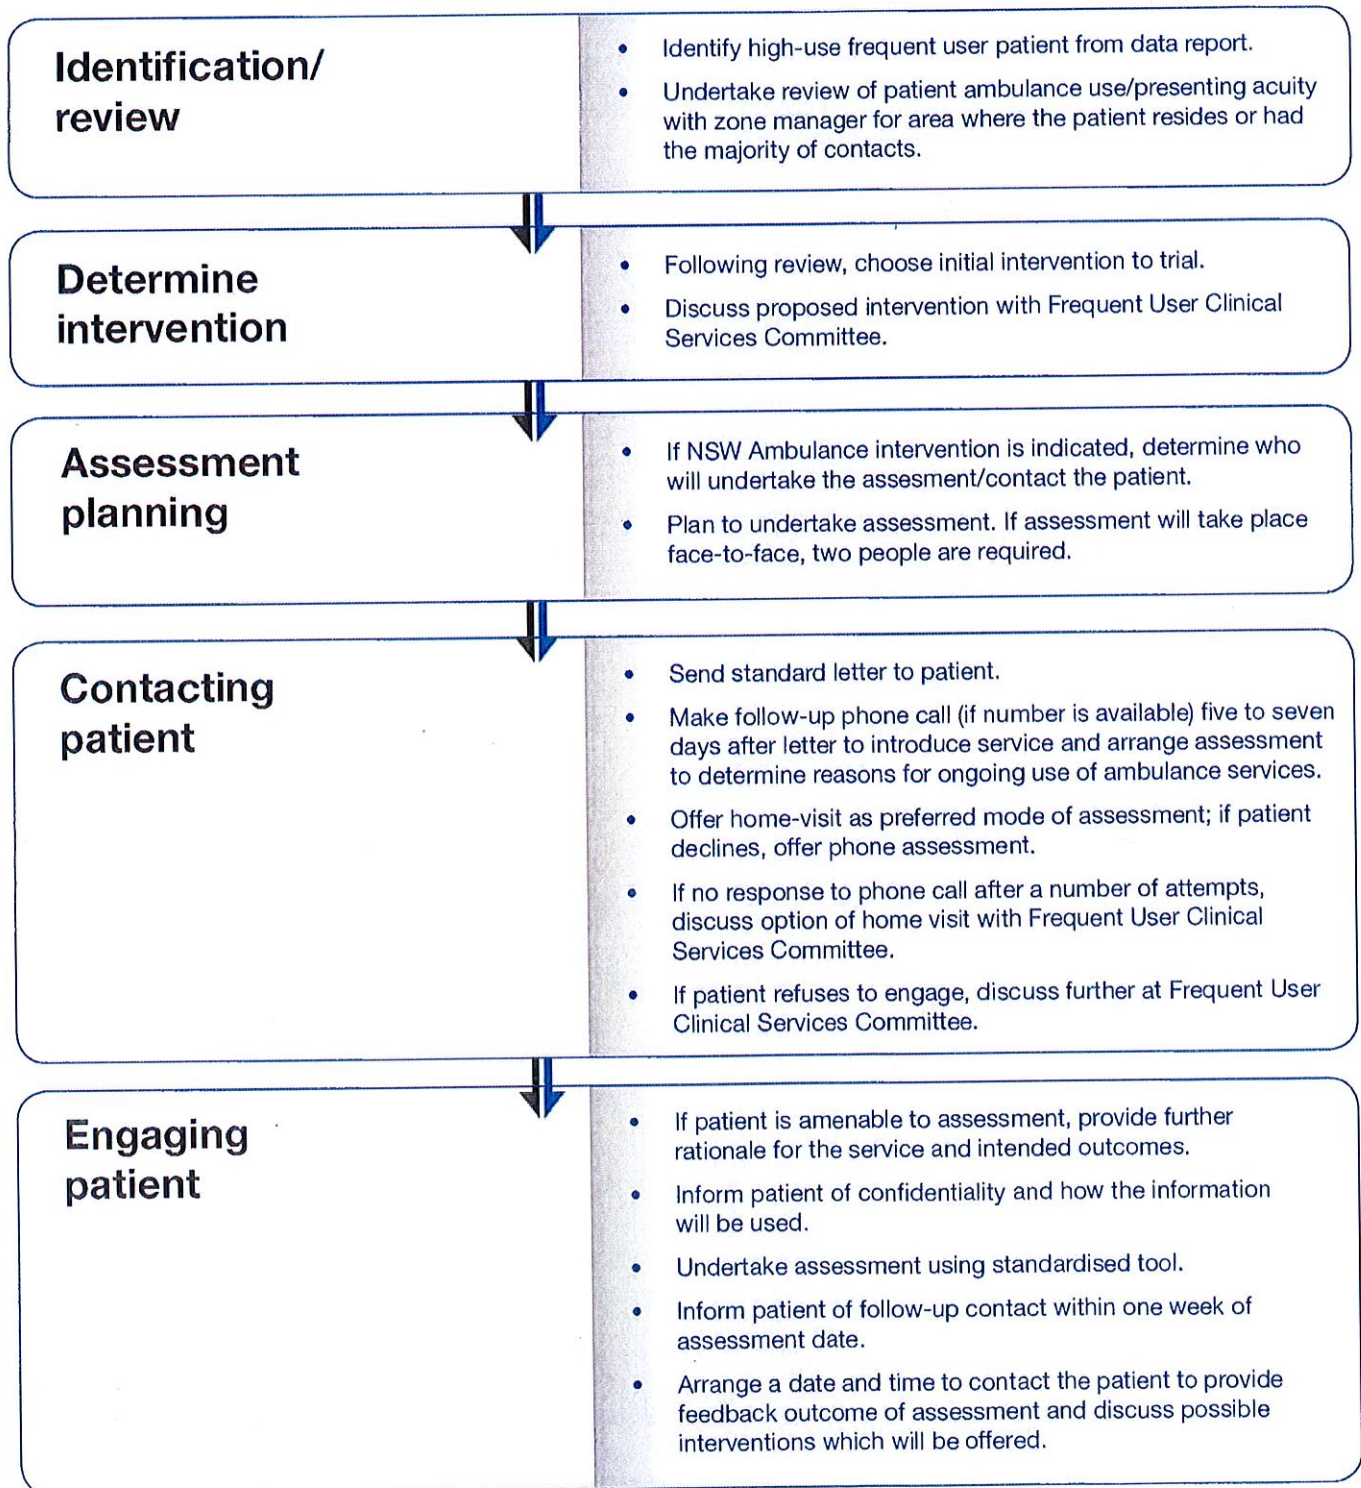 Identification/
review
• Identify high-use frequent user patient from data report.
• Undertake review of patient ambulance use/presenting acuity
with zone manager for area where the patient resides or had
the majority of contacts.
Determine
intervention
• Following review, choose initial intervention to trial.
• Discuss proposed intervention with Frequent User Clinical
Services Committee.
Assessment
planning
• If NSW Ambulance intervention is indicated, determine who
will undertake the assesment/contact the patient.
• Plan to undertake assessment. If assessment will take place
face-to-face, two people are required.
Contacting
patient
• Send standard letter to patient.
• Make follow-up phone call (if number is available) five to seven
days after letter to introduce service and arrange assessment
to determine reasons for ongoing use of ambulance services.
• Offer home-visit as preferred mode of assessment; if patient
declines, offer phone assessment.
• If no response to phone call after a number of attempts,
discuss option of home visit with Frequent User Clinical
Services Committee.
• If patient refuses to engage, discuss further at Frequent User
Clinical Services Committee.
Engaging
patient
• If patient is amenable to assessment, provide further
rationale for the service and intended outcomes.
• Inform patient of confidentiality and how the information
will be used.
• Undertake assessment using standardised tool.
• Inform patient of follow-up contact within one week of
assessment date.
• Arrange a date and time to contact the patient to provide
feedback outcome of assessment and discuss possible
interventions which will be offered.